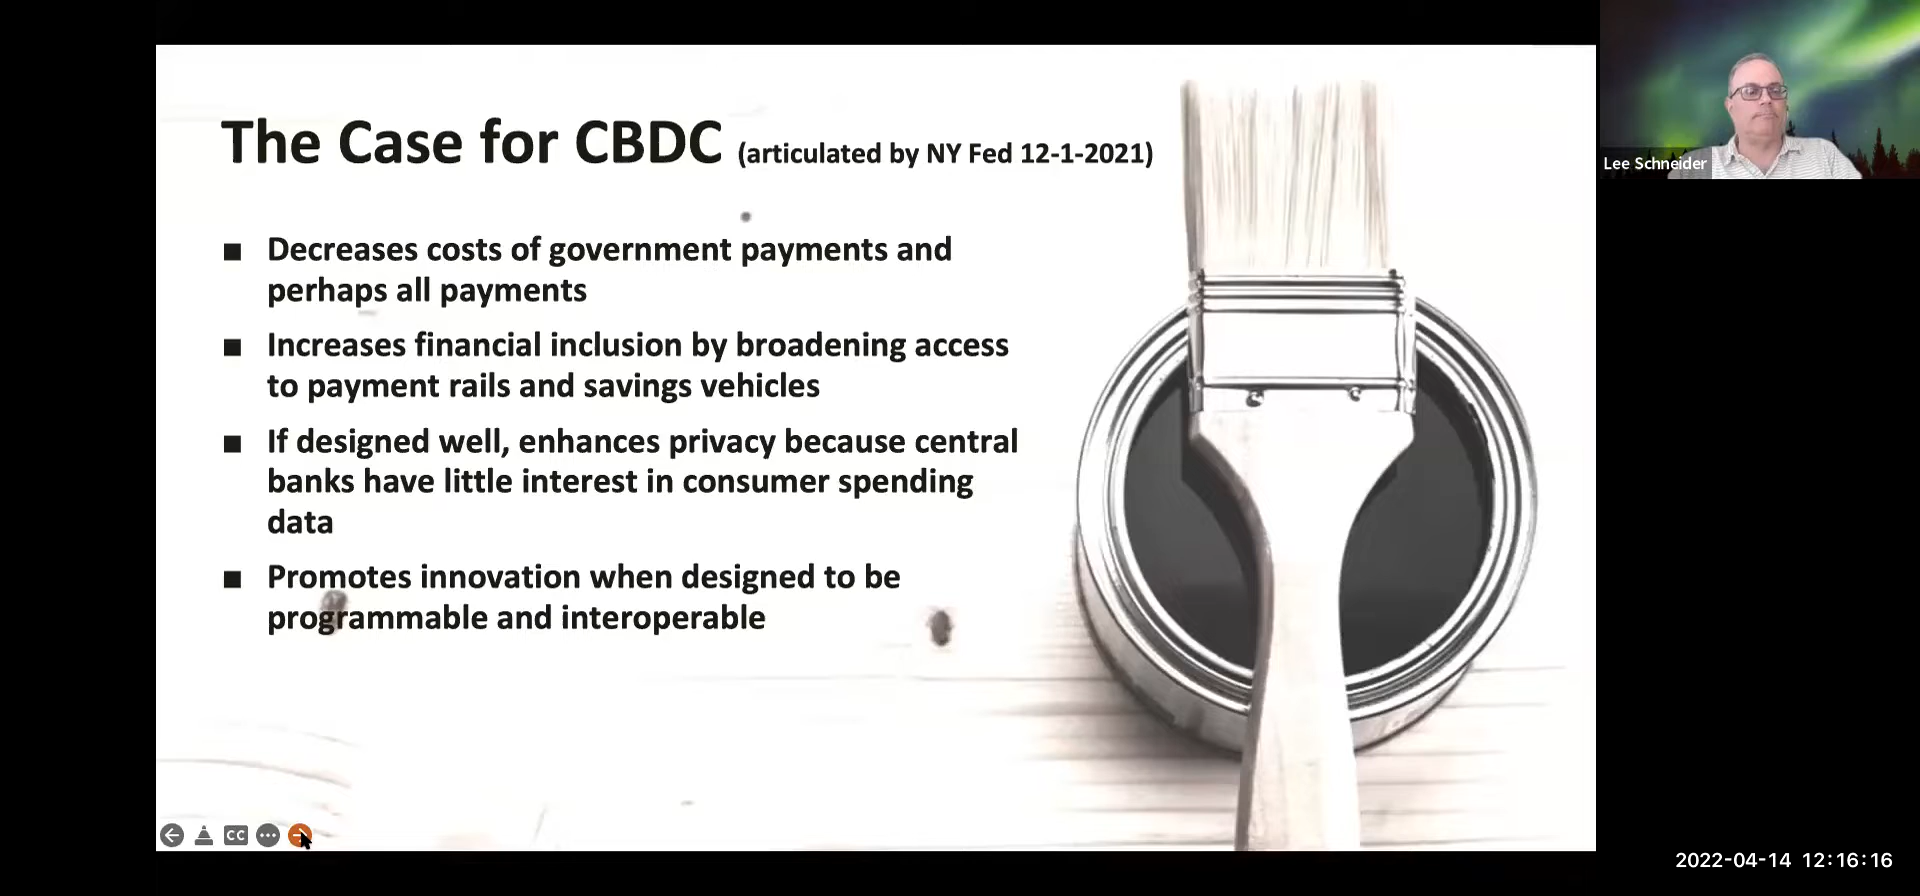 The Case for CBDC (articulated by NY Fed 12-1-2021)
■ Decreases costs of government payments and
perhaps all payments
■ Increases financial inclusion by broadening access
to payment rails and savings vehicles
■ If designed well, enhances privacy because central
banks have little interest in consumer spending
data
■ Promotes innovation when designed to be
programmable and interoperable
CC
Lee Schneider
2022-04-14 12:16:16